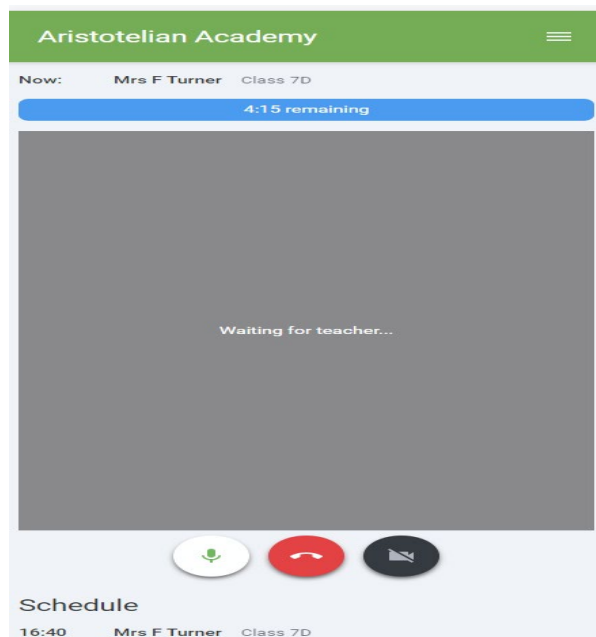 Aristotelian Academy
Now: Mrs F Turner Class 7D
4:15 remaining
Waiting for teacher...
Schedule
16:40 Mrs F Turner Class 7D